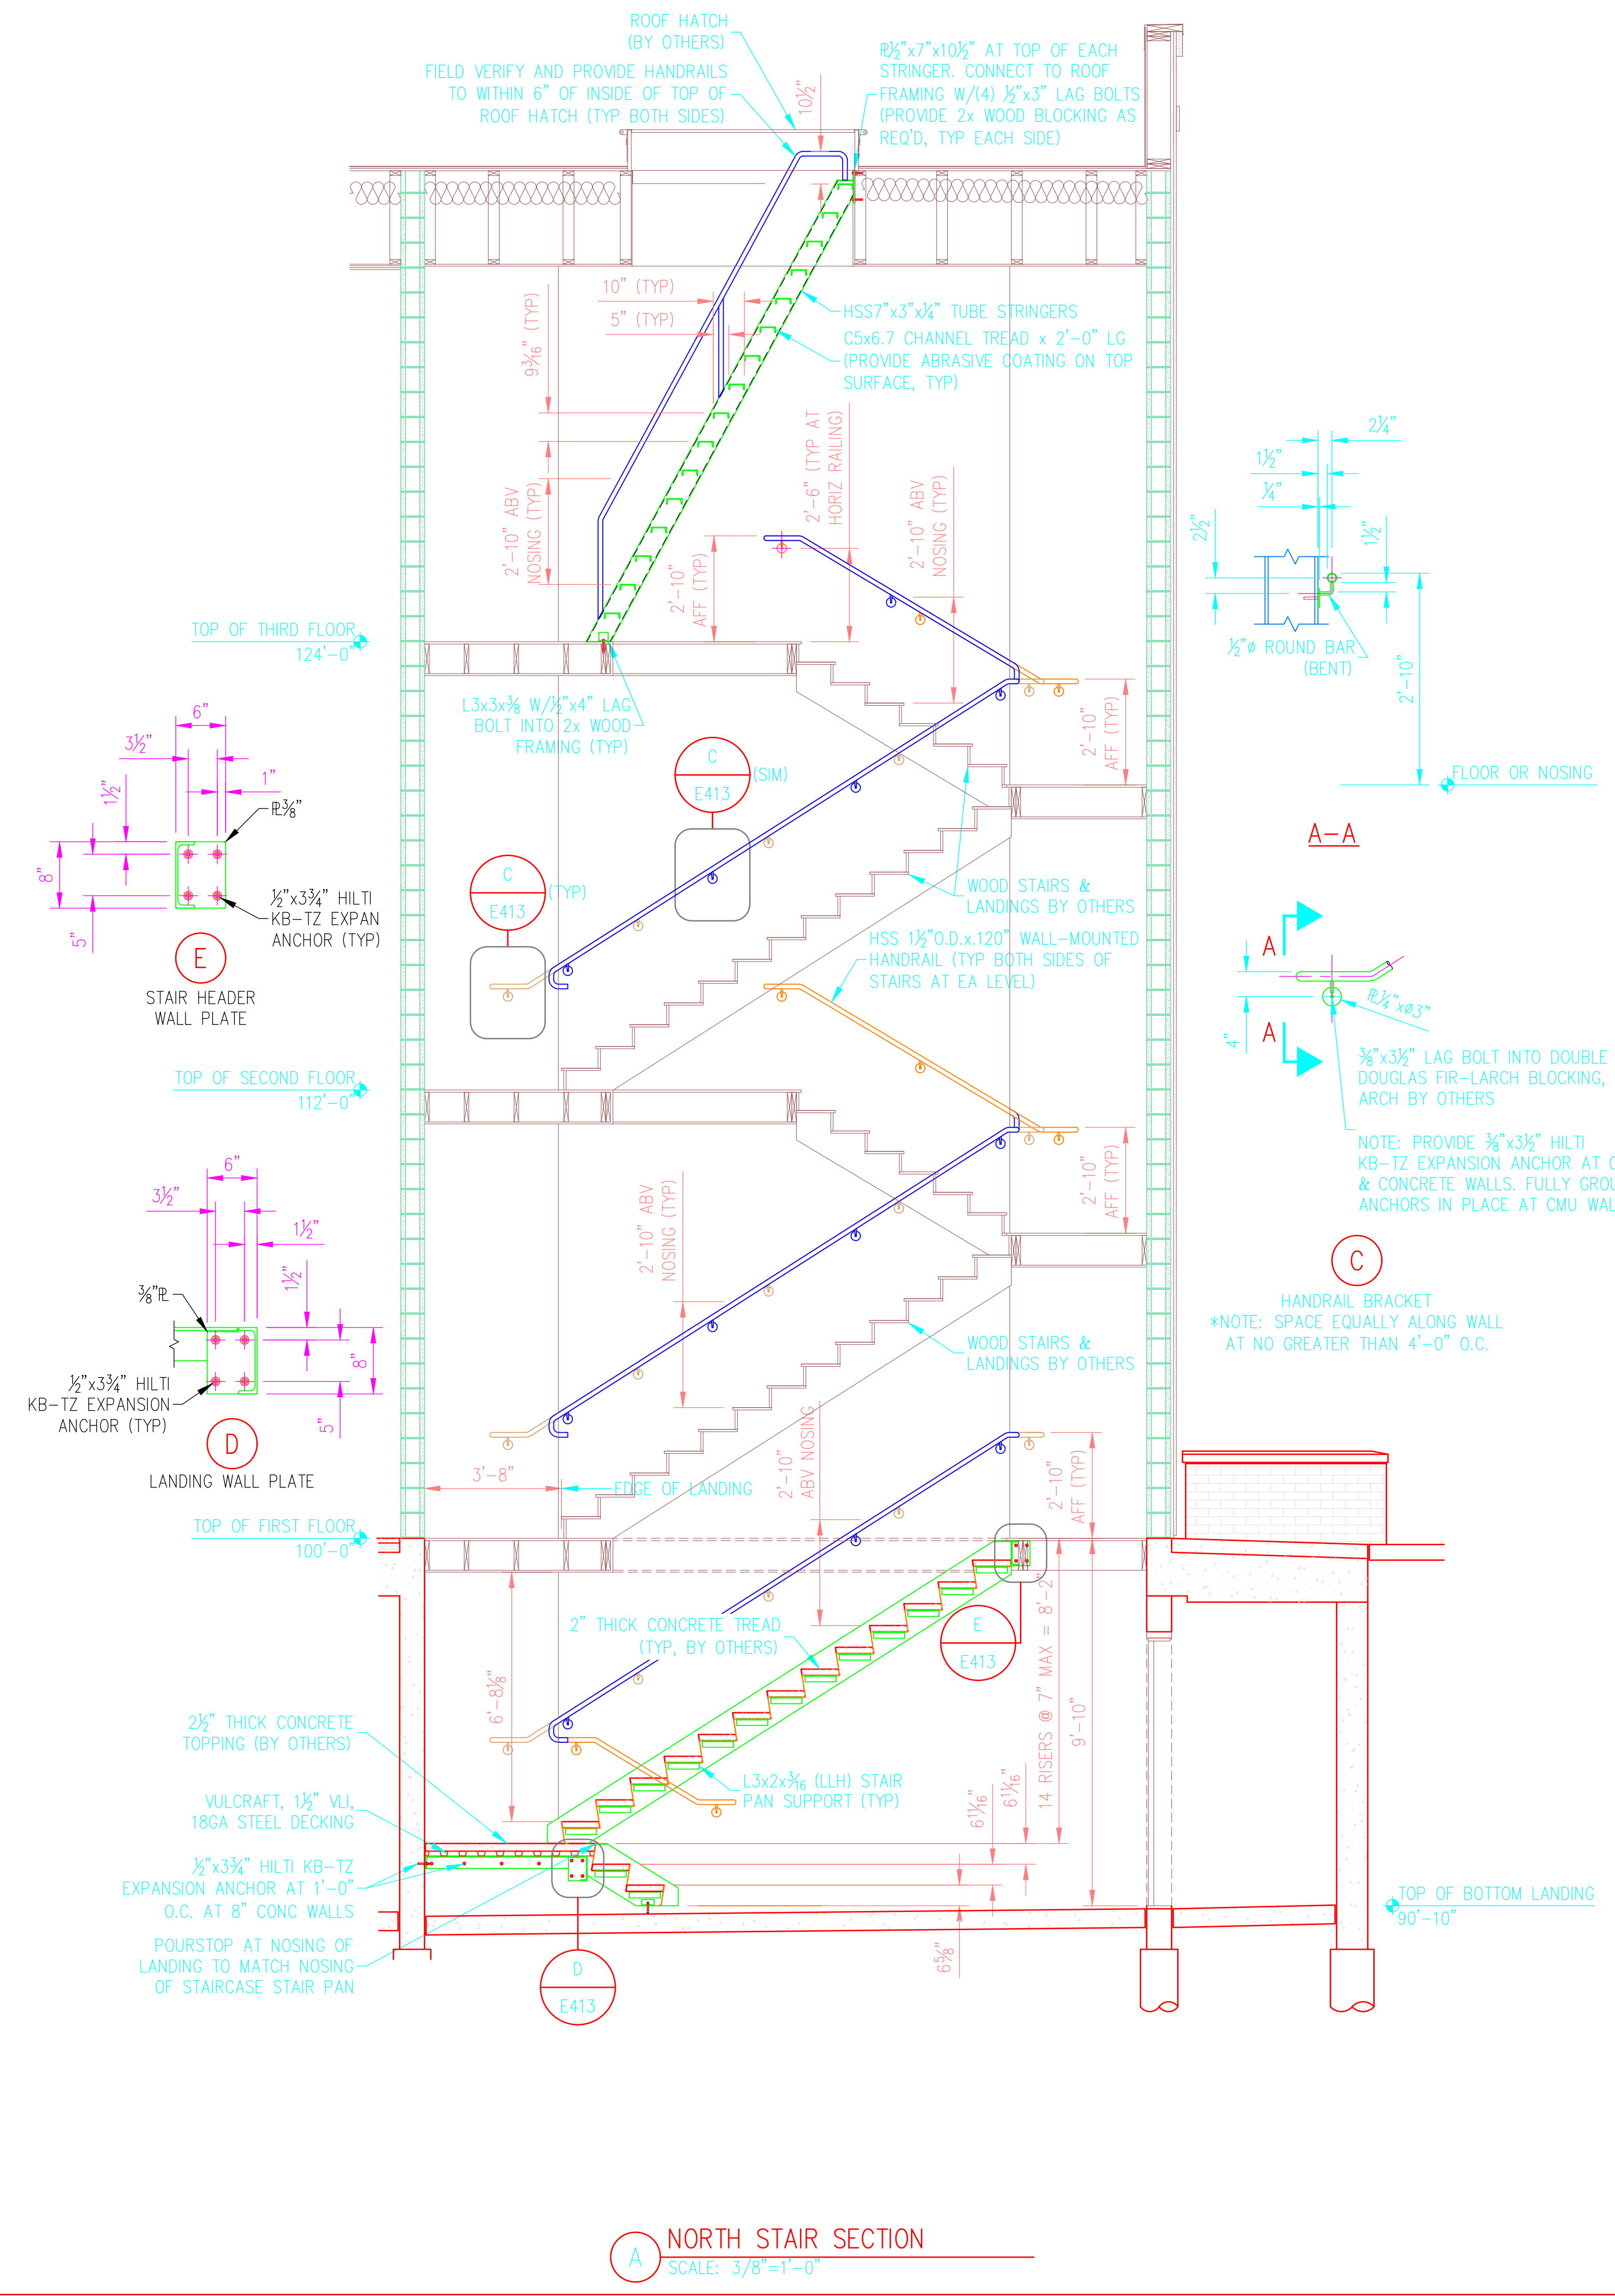 ROOF HATCH
(BY OTHERS)
FIELD VERIFY AND PROVIDE HANDRAILS
TO WITHIN 6" OF INSIDE OF TOP OF
ROOF HATCH (TYP BOTH SIDES)
10½"
℄½"x7"x10½" AT TOP OF EACH
STRINGER. CONNECT TO ROOF
FRAMING W/(4) ½"x3" LAG BOLTS
(PROVIDE 2x WOOD BLOCKING AS
REQ'D, TYP EACH SIDE)
10" (TYP)
5" (TYP)
9³⁄₁₆" (TYP)
HSS7"x3"x¼" TUBE STRINGERS
C5x6.7 CHANNEL TREAD x 2'-0" LG
(PROVIDE ABRASIVE COATING ON TOP
SURFACE, TYP)
2'-10" ABV
NOSING (TYP)
2'-10"
AFF (TYP)
2'-6" (TYP AT
HORIZ RAILING)
2'-10" ABV
NOSING (TYP)
TOP OF THIRD FLOOR
124'-0"
L3x3x⅜ W/½"x4" LAG
BOLT INTO 2x WOOD
FRAMING (TYP)
C
E413
(SIM)
C
E413
(TYP)
2'-10"
AFF (TYP)
WOOD STAIRS &
LANDINGS BY OTHERS
HSS 1½"O.D.x.120" WALL-MOUNTED
HANDRAIL (TYP BOTH SIDES OF
STAIRS AT EA LEVEL)
TOP OF SECOND FLOOR
112'-0"
2'-10"
AFF (TYP)
2'-10" ABV
NOSING (TYP)
WOOD STAIRS &
LANDINGS BY OTHERS
3'-8"
EDGE OF LANDING
2'-10"
ABV NOSING
2'-10"
AFF (TYP)
TOP OF FIRST FLOOR
100'-0"
2" THICK CONCRETE TREAD
(TYP, BY OTHERS)
E
E413
6'-8⅛"
14 RISERS @ 7" MAX = 8'-2"
9'-10"
6¹¹⁄₁₆"
6¹¹⁄₁₆"
6⅝"
L3x2x³⁄₁₆ (LLH) STAIR
PAN SUPPORT (TYP)
2½" THICK CONCRETE
TOPPING (BY OTHERS)
VULCRAFT, 1½" VLI,
18GA STEEL DECKING
½"x3¾" HILTI KB-TZ
EXPANSION ANCHOR AT 1'-0"
O.C. AT 8" CONC WALLS
POURSTOP AT NOSING OF
LANDING TO MATCH NOSING
OF STAIRCASE STAIR PAN
D
E413
TOP OF BOTTOM LANDING
90'-10"
6"
3½"
1"
1½"
8"
5"
℄⅜"
½"x3¾" HILTI
KB-TZ EXPAN
ANCHOR (TYP)
E
STAIR HEADER
WALL PLATE
6"
3½"
1½"
1½"
8"
5"
⅜"℄
½"x3¾" HILTI
KB-TZ EXPANSION
ANCHOR (TYP)
D
LANDING WALL PLATE
2¼"
1½"
¼"
2½"
1½"
½"ø ROUND BAR
(BENT)
2'-10"
FLOOR OR NOSING
A-A
A
A
4"
℄¼"xø3"
⅜"x3½" LAG BOLT INTO DOUBLE
DOUGLAS FIR-LARCH BLOCKING,
ARCH BY OTHERS
NOTE: PROVIDE ⅜"x3½" HILTI
KB-TZ EXPANSION ANCHOR AT
& CONCRETE WALLS. FULLY GROU
ANCHORS IN PLACE AT CMU WAL
C
HANDRAIL BRACKET
*NOTE: SPACE EQUALLY ALONG WALL
AT NO GREATER THAN 4'-0" O.C.
A
NORTH STAIR SECTION
SCALE: 3/8"=1'-0"